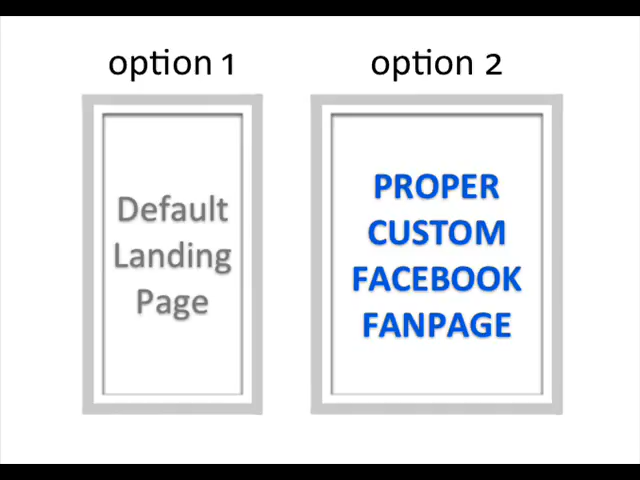 option 1
option 2
Default
Landing
Page
PROPER
CUSTOM
FACEBOOK
FANPAGE